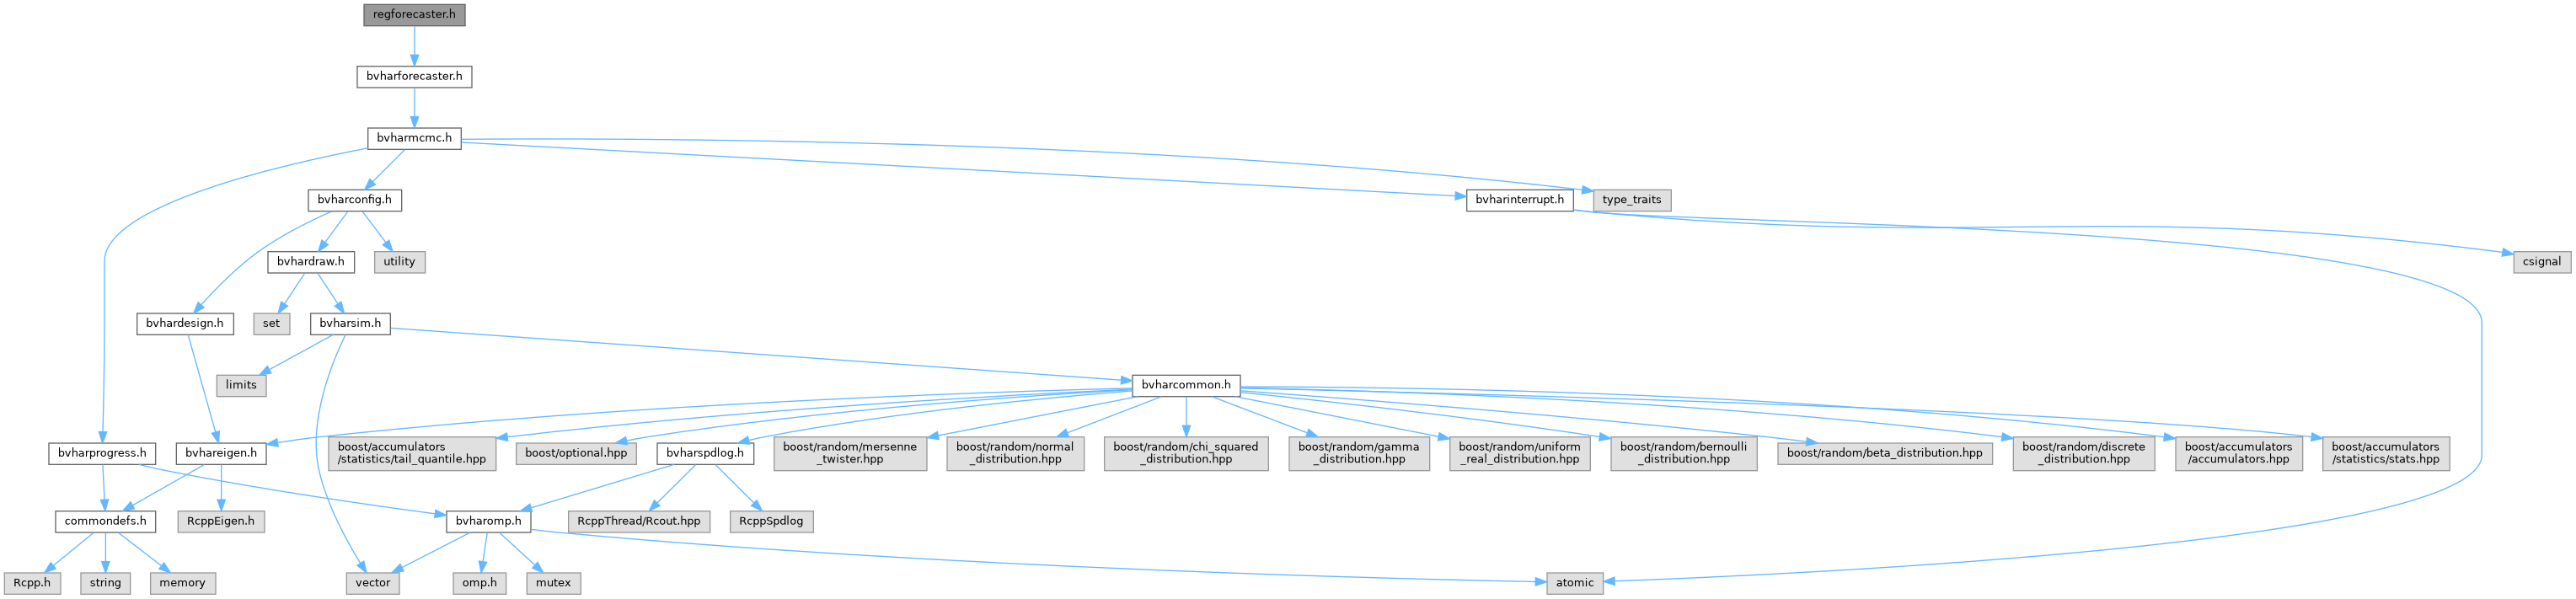 regforecaster.h
bvharforecaster.h
bvharmcmc.h
bvharconfig.h
bvharinterrupt.h
type_traits
bvhardraw.h
utility
csignal
bvhardesign.h
set
bvharsim.h
limits
bvharcommon.h
bvharprogress.h
bvhareigen.h
boost/accumulators
/statistics/tail_quantile.hpp
boost/optional.hpp
bvharspdlog.h
boost/random/mersenne
_twister.hpp
boost/random/normal
_distribution.hpp
boost/random/chi_squared
_distribution.hpp
boost/random/gamma
_distribution.hpp
boost/random/uniform
_real_distribution.hpp
boost/random/bernoulli
_distribution.hpp
boost/random/beta_distribution.hpp
boost/random/discrete
_distribution.hpp
boost/accumulators
/accumulators.hpp
boost/accumulators
/statistics/stats.hpp
commondefs.h
RcppEigen.h
bvharomp.h
RcppThread/Rcout.hpp
RcppSpdlog
Rcpp.h
string
memory
vector
omp.h
mutex
atomic